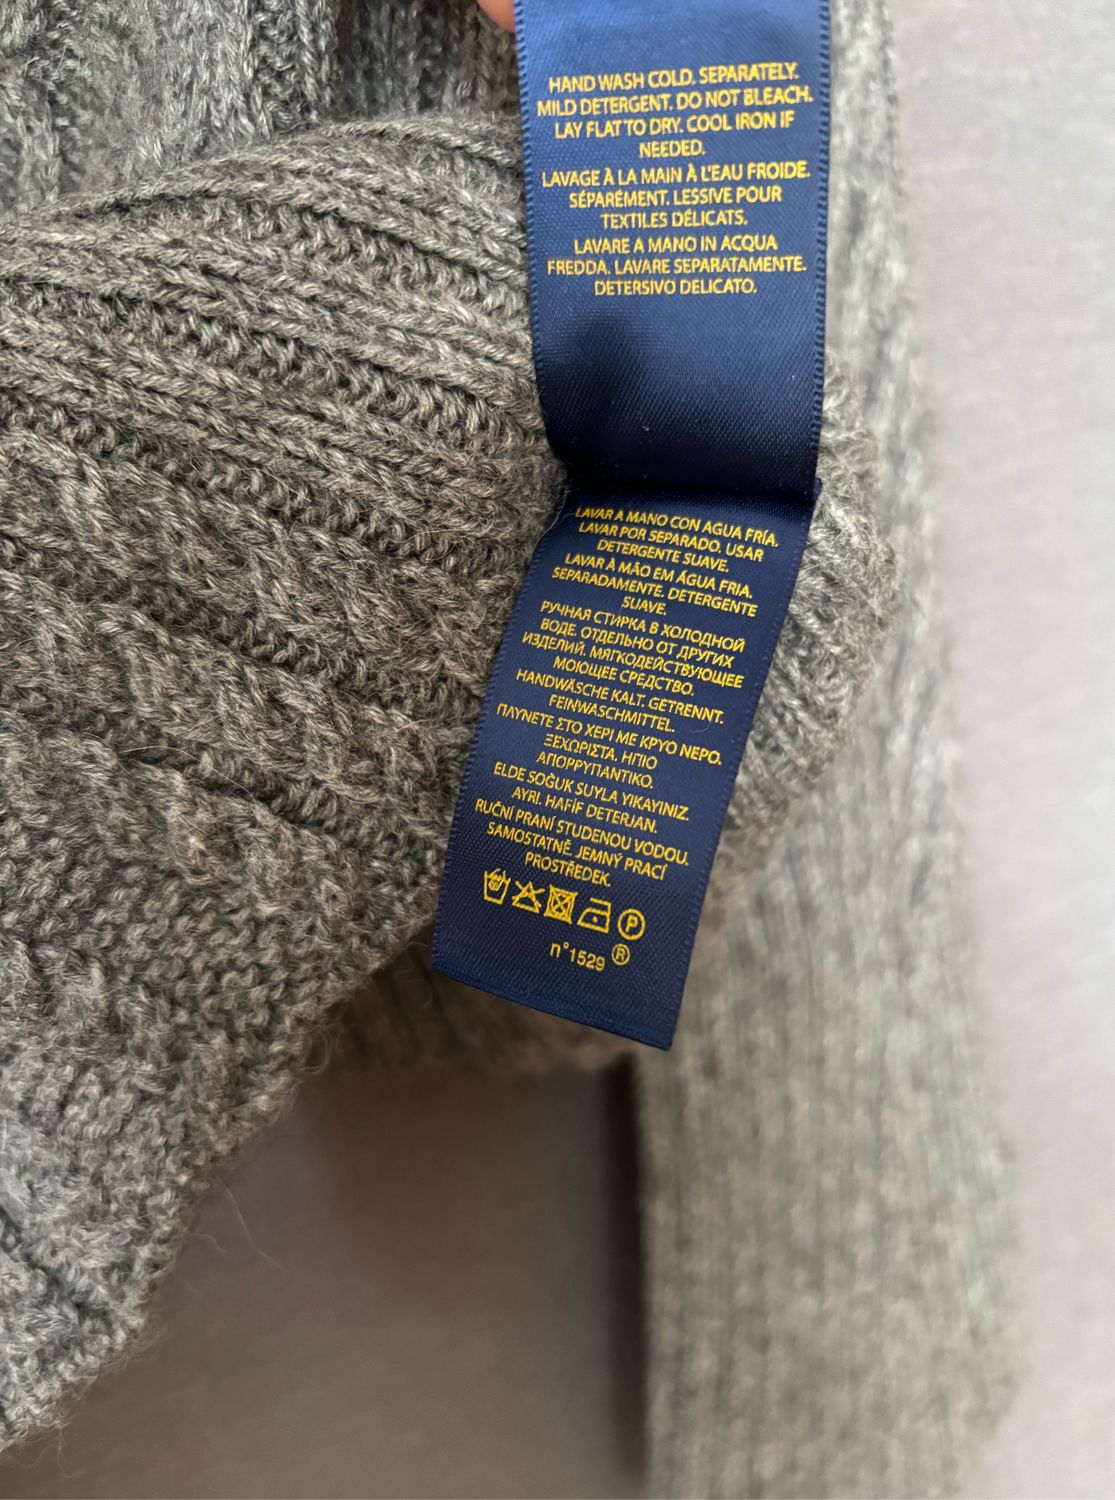 HAND WASH COLD. SEPARATELY.
MILD DETERGENT. DO NOT BLEACH.
LAY FLAT TO DRY. COOL IRON IF
NEEDED.
LAVAGE À LA MAIN À L'EAU FROIDE.
SÉPARÉMENT. LESSIVE POUR
TEXTILES DÉLICATS.
LAVARE A MANO IN ACQUA
FREDDA. LAVARE SEPARATAMENTE.
DETERSIVO DELICATO.
LAVAR A MANO CON AGUA FRÍA.
LAVAR POR SEPARADO. USAR
DETERGENTE SUAVE.
LAVAR À MÃO EM ÁGUA FRIA.
SEPARADAMENTE. DETERGENTE
SUAVE.
РУЧНАЯ СТИРКА В ХОЛОДНОЙ
ВОДЕ. ОТДЕЛЬНО ОТ ДРУГИХ
ИЗДЕЛИЙ. МЯГКОДЕЙСТВУЮЩЕЕ
МОЮЩЕЕ СРЕДСТВО.
HANDWÄSCHE KALT. GETRENNT.
FEINWASCHMITTEL.
ΠΛΥΝΕΤΕ ΣΤΟ ΧΕΡΙ ΜΕ ΚΡΥΟ ΝΕΡΟ.
ΞΕΧΩΡΙΣΤΑ. ΗΠΙΟ
ΑΠΟΡΡΥΠΑΝΤΙΚΟ.
ELDE SOĞUK SUYLA YIKAYINIZ.
AYRI. HAFİF DETERJAN.
RUČNÍ PRANÍ STUDENOU VODOU.
SAMOSTATNĚ. JEMNÝ PRACÍ
PROSTŘEDEK.
P
n°1529 ®